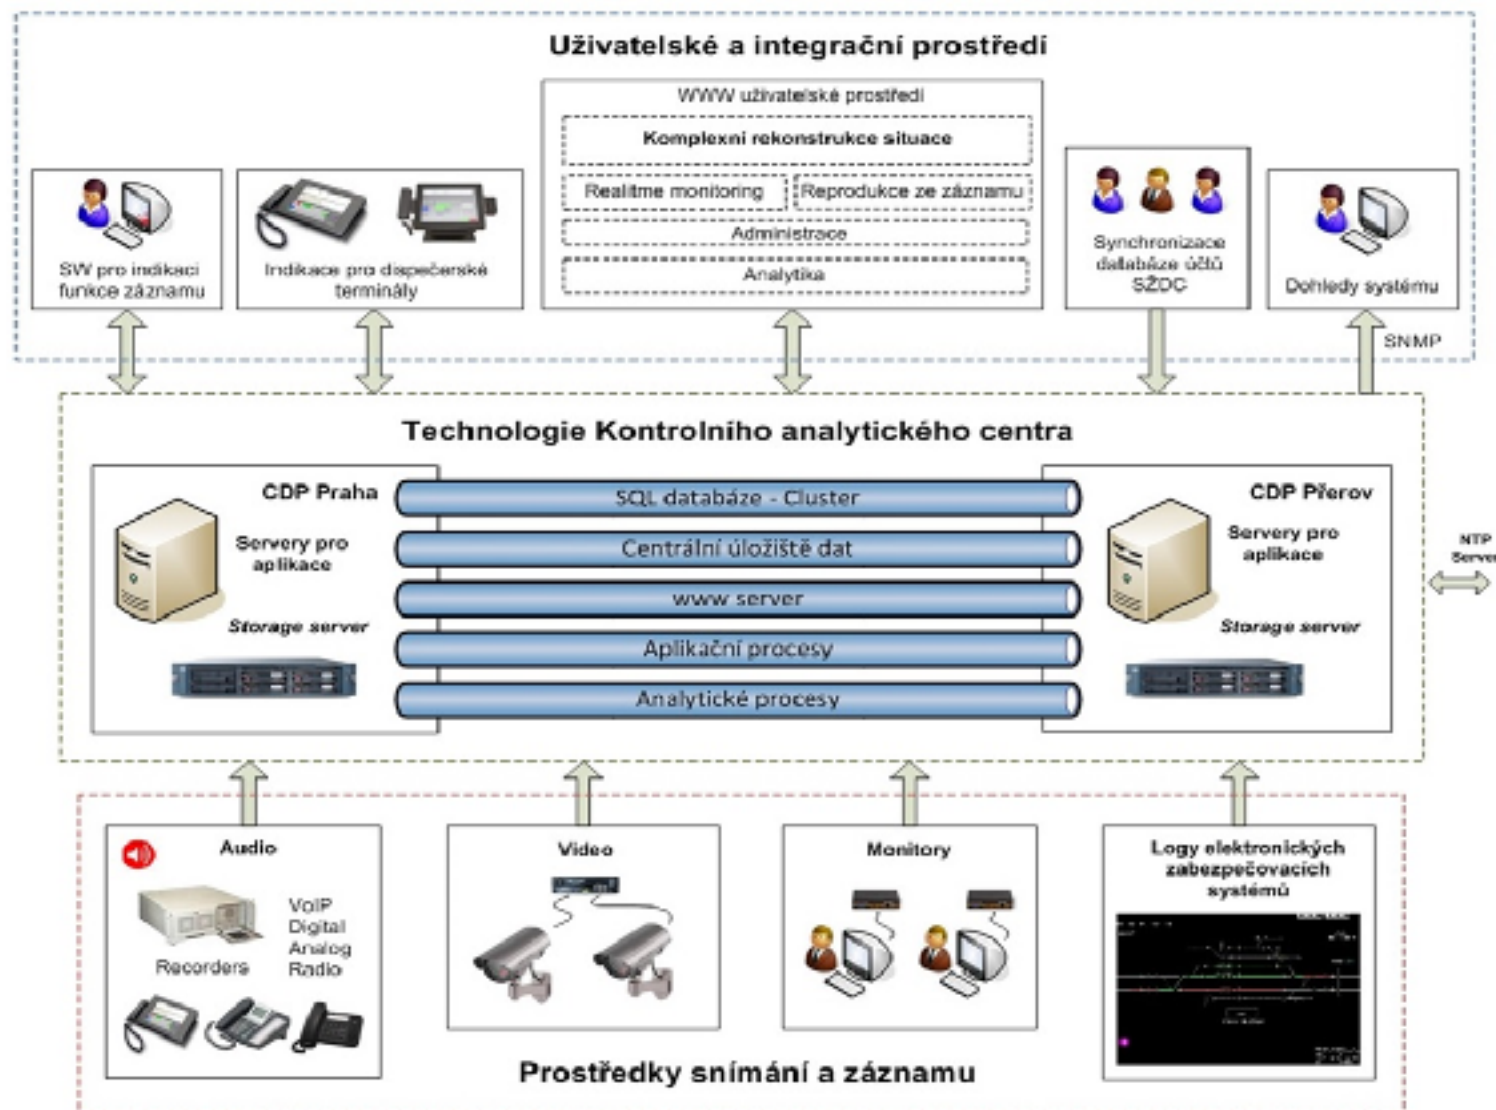 Uživatelské a integrační prostředí
WWW uživatelské prostředí
Komplexní rekonstrukce situace
Realitme monitoring
Reprodukce ze záznamu
Administrace
Analytika
SW pro indikaci
funkce záznamu
Indikace pro dispečerské
terminály
Synchronizace
databáze účtů
SŽDC
Dohledy systému
SNMP
Technologie Kontrolního analytického centra
CDP Praha
Servery pro
aplikace
Storage server
SQL databáze - Cluster
Centrální úložiště dat
www server
Aplikační procesy
Analytické procesy
CDP Přerov
Servery pro
aplikace
Storage server
NTP
Server
Audio
VoIP
Digital
Analog
Radio
Recorders
Video
Monitory
Logy elektronických
zabezpečovacích
systémů
Prostředky snímání a záznamu